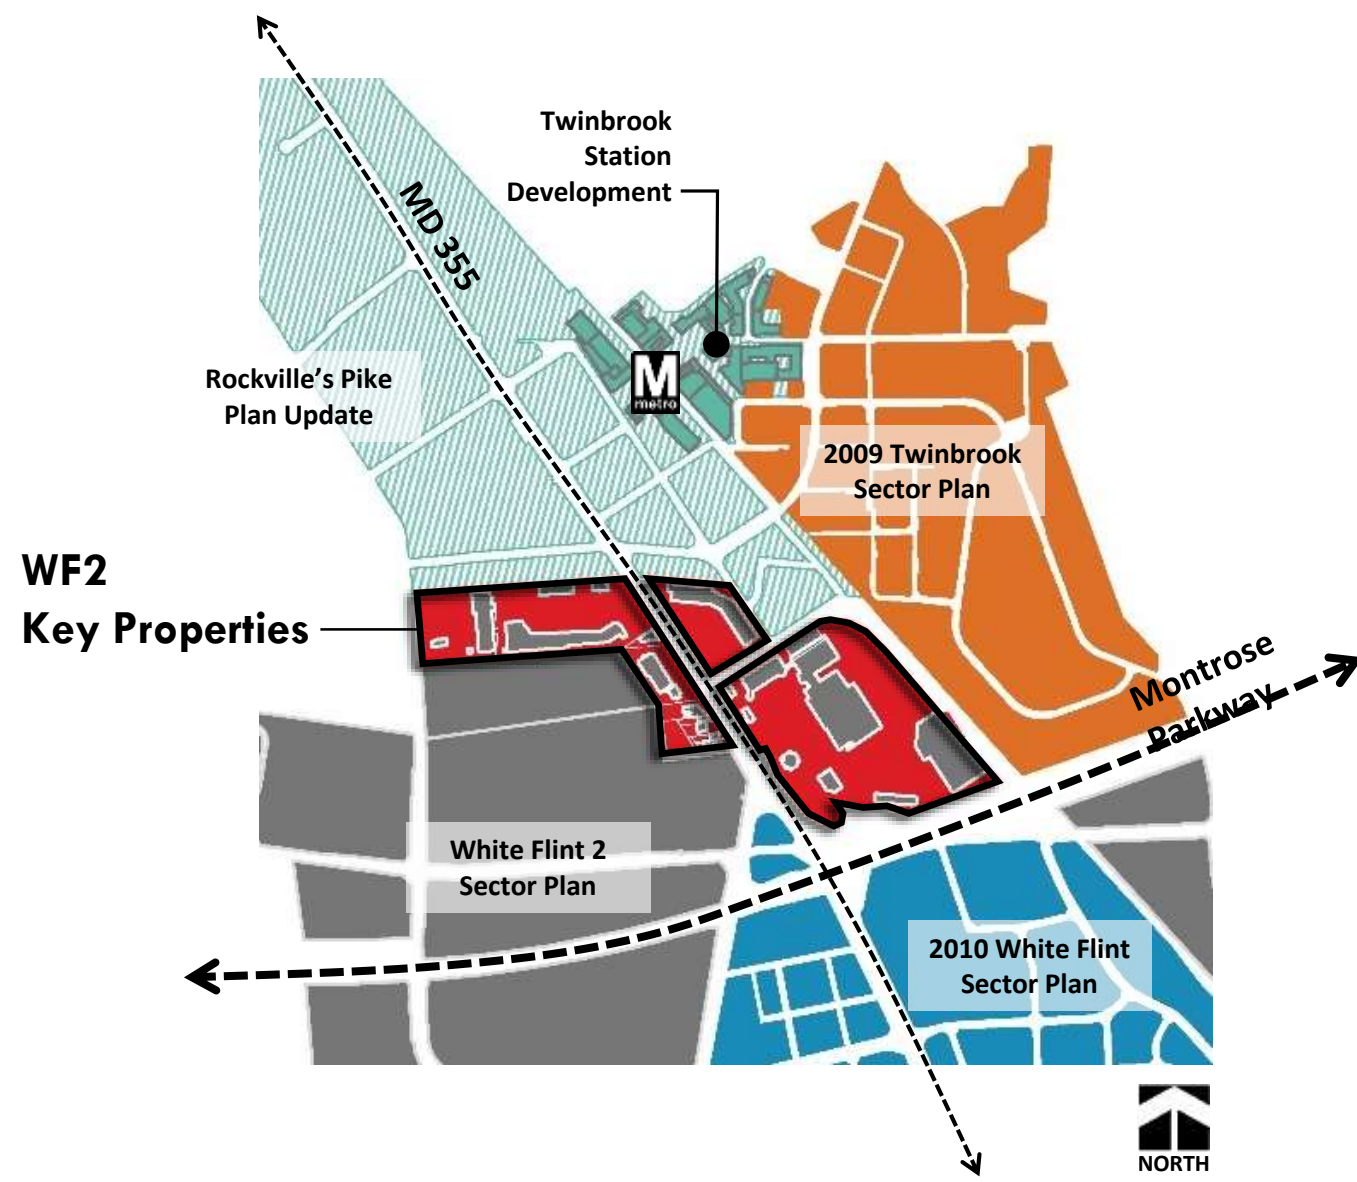 Twinbrook
Station
Development
MD 355
Rockville's Pike
Plan Update
M
metro
2009 Twinbrook
Sector Plan
WF2
Key Properties
Montrose
Parkway
White Flint 2
Sector Plan
2010 White Flint
Sector Plan
NORTH